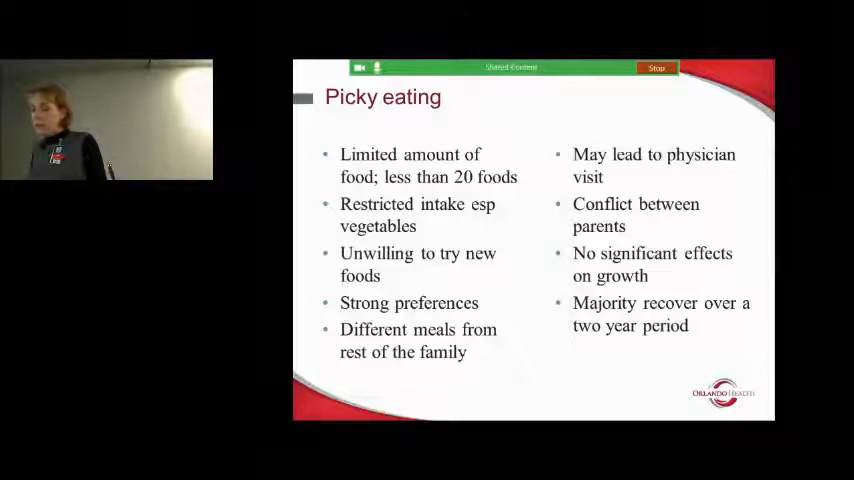 Shared Content
Stop
Picky eating
• Limited amount of
food; less than 20 foods
• Restricted intake esp
vegetables
• Unwilling to try new
foods
• Strong preferences
• Different meals from
rest of the family
• May lead to physician
visit
• Conflict between
parents
• No significant effects
on growth
• Majority recover over a
two year period
ORLANDO HEALTH